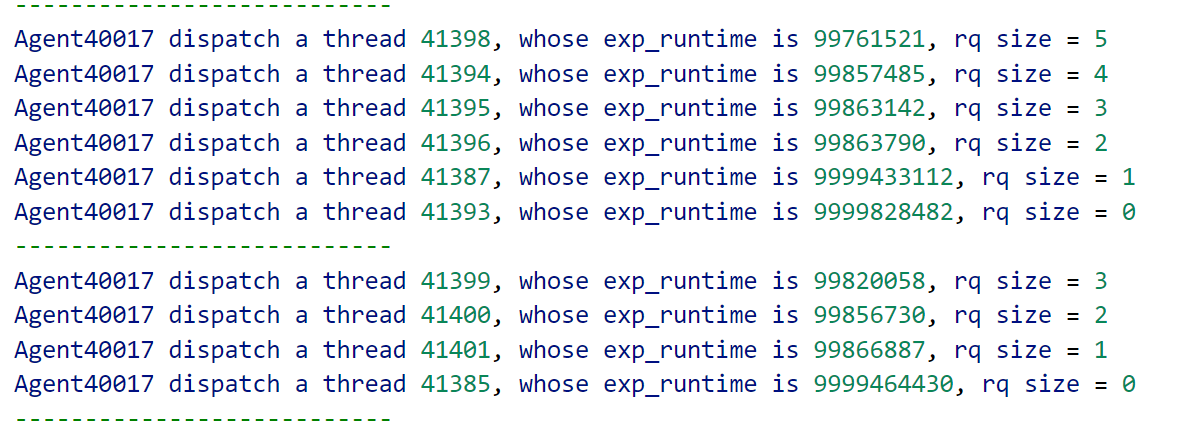 ---------------------------
Agent40017 dispatch a thread 41398, whose exp_runtime is 99761521, rq size = 5
Agent40017 dispatch a thread 41394, whose exp_runtime is 99857485, rq size = 4
Agent40017 dispatch a thread 41395, whose exp_runtime is 99863142, rq size = 3
Agent40017 dispatch a thread 41396, whose exp_runtime is 99863790, rq size = 2
Agent40017 dispatch a thread 41387, whose exp_runtime is 9999433112, rq size = 1
Agent40017 dispatch a thread 41393, whose exp_runtime is 9999828482, rq size = 0
---------------------------
Agent40017 dispatch a thread 41399, whose exp_runtime is 99820058, rq size = 3
Agent40017 dispatch a thread 41400, whose exp_runtime is 99856730, rq size = 2
Agent40017 dispatch a thread 41401, whose exp_runtime is 99866887, rq size = 1
Agent40017 dispatch a thread 41385, whose exp_runtime is 9999464430, rq size = 0
---------------------------